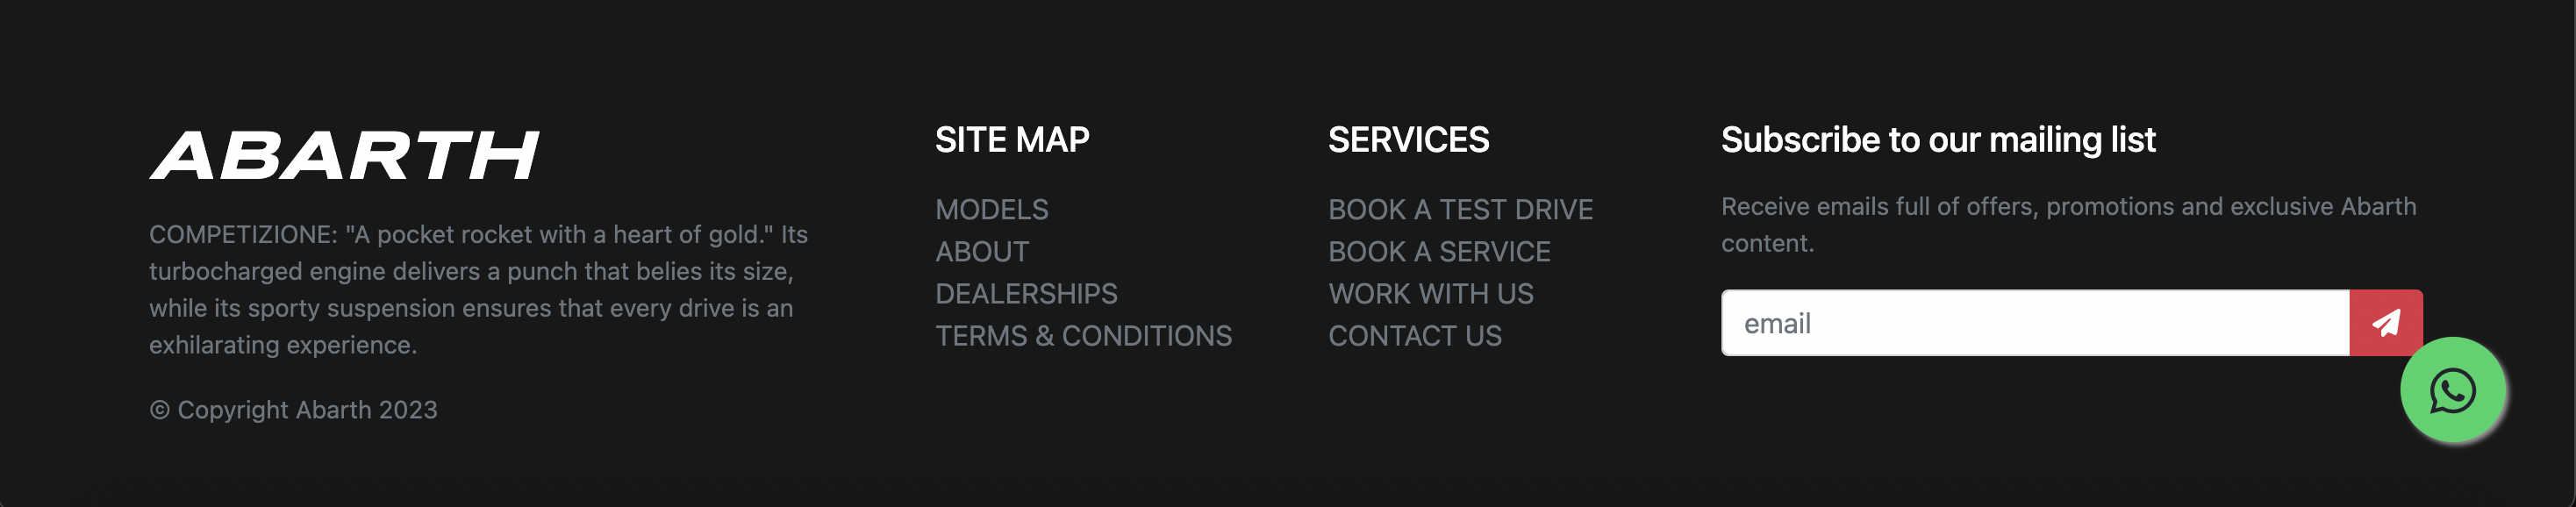 ABARTH
COMPETIZIONE: "A pocket rocket with a heart of gold." Its
turbocharged engine delivers a punch that belies its size,
while its sporty suspension ensures that every drive is an
exhilarating experience.
© Copyright Abarth 2023
SITE MAP
MODELS
ABOUT
DEALERSHIPS
TERMS & CONDITIONS
SERVICES
BOOK A TEST DRIVE
BOOK A SERVICE
WORK WITH US
CONTACT US
Subscribe to our mailing list
Receive emails full of offers, promotions and exclusive Abarth
content.
email